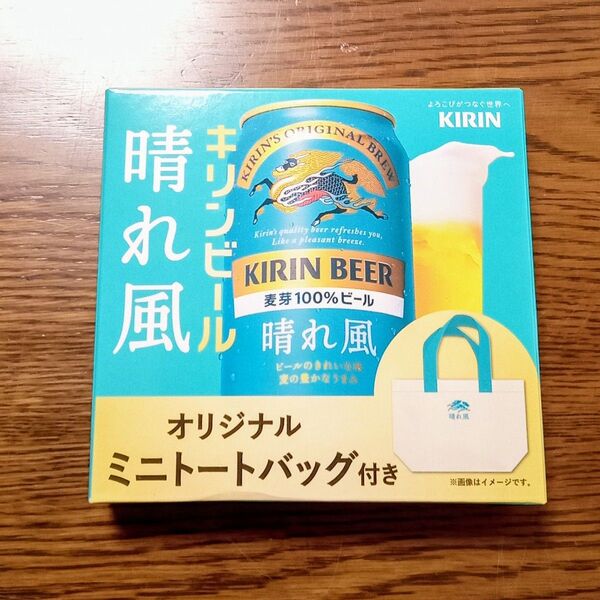 よろこびがつなぐ世界へ
KIRIN
キリンビール
晴れ風
KIRIN'S ORIGINAL BREW
Kirin's quality beer refreshes you,
Like a pleasant breeze.
KIRIN BEER
麦芽100%ビール
晴れ風
ビールのきれいな味
麦の豊かなうまみ
オリジナル
ミニトートバッグ付き
晴れ風
※画像はイメージです。